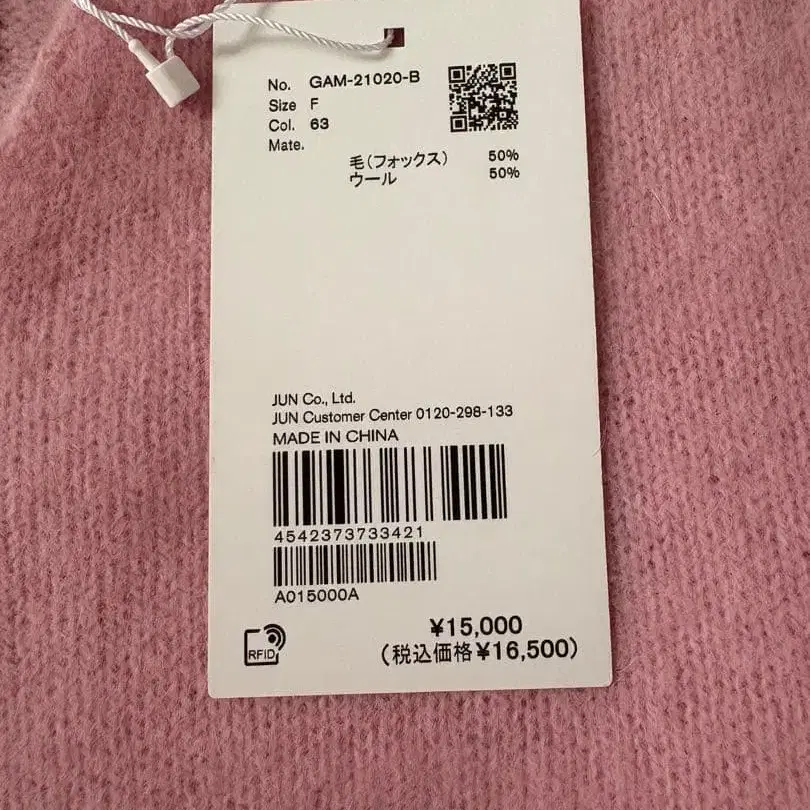 No. GAM-21020-B
Size F
Col. 63
Mate.
毛(フォックス) 50%
ウール 50%
JUN Co., Ltd.
JUN Customer Center 0120-298-133
MADE IN CHINA
4542373733421
A015000A
RFID
¥15,000
(税込価格¥16,500)